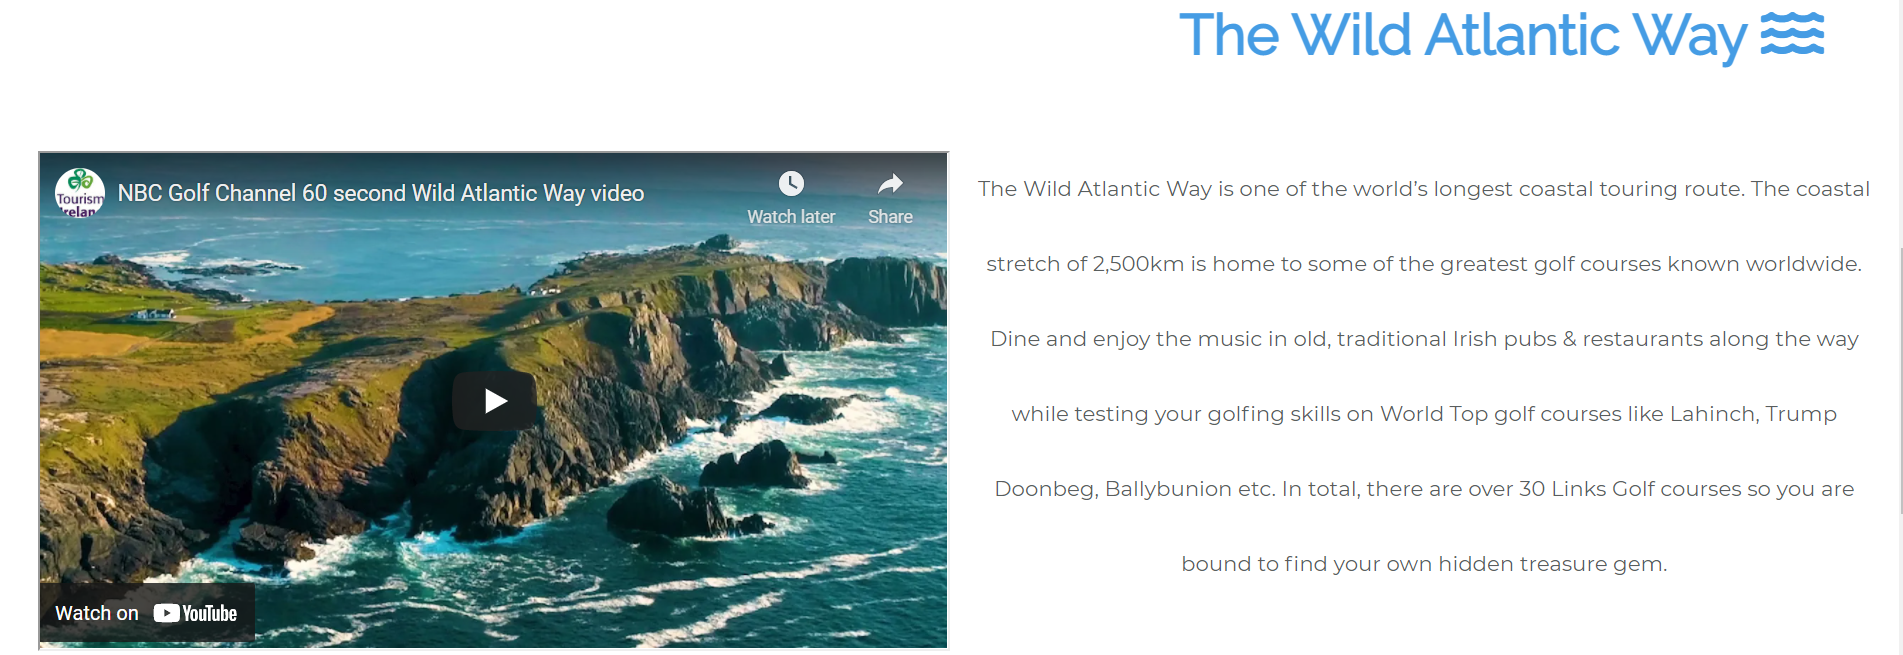 The Wild Atlantic Way
Tourism
Irelan
NBC Golf Channel 60 second Wild Atlantic Way video
Watch later
Share
Watch on YouTube
The Wild Atlantic Way is one of the world’s longest coastal touring route. The coastal
stretch of 2,500km is home to some of the greatest golf courses known worldwide.
Dine and enjoy the music in old, traditional Irish pubs & restaurants along the way
while testing your golfing skills on World Top golf courses like Lahinch, Trump
Doonbeg, Ballybunion etc. In total, there are over 30 Links Golf courses so you are
bound to find your own hidden treasure gem.